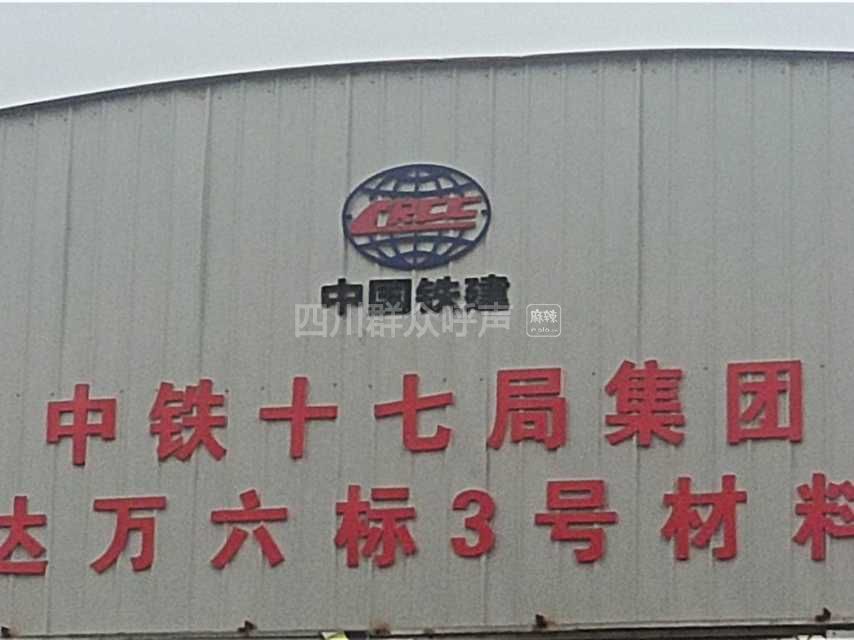 CRCC
中国铁建
四川群众呼声 麻辣
中铁十七局集团
达万六标3号材料